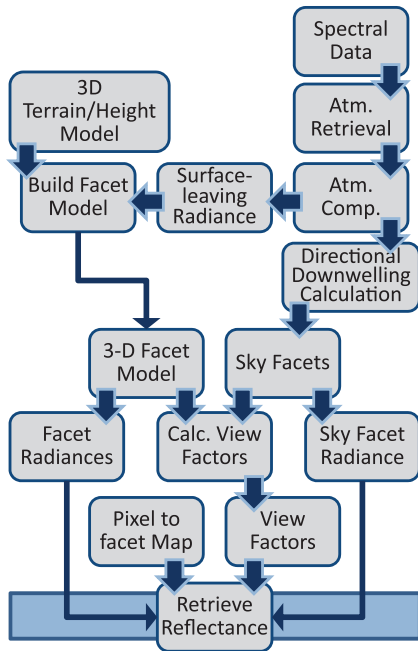 Spectral
Data
3D
Terrain/Height
Model
Atm.
Retrieval
Build Facet
Model
Surface-
leaving
Radiance
Atm.
Comp.
Directional
Downwelling
Calculation
3-D Facet
Model
Sky Facets
Facet
Radiances
Calc. View
Factors
Sky Facet
Radiance
Pixel to
facet Map
View
Factors
Retrieve
Reflectance